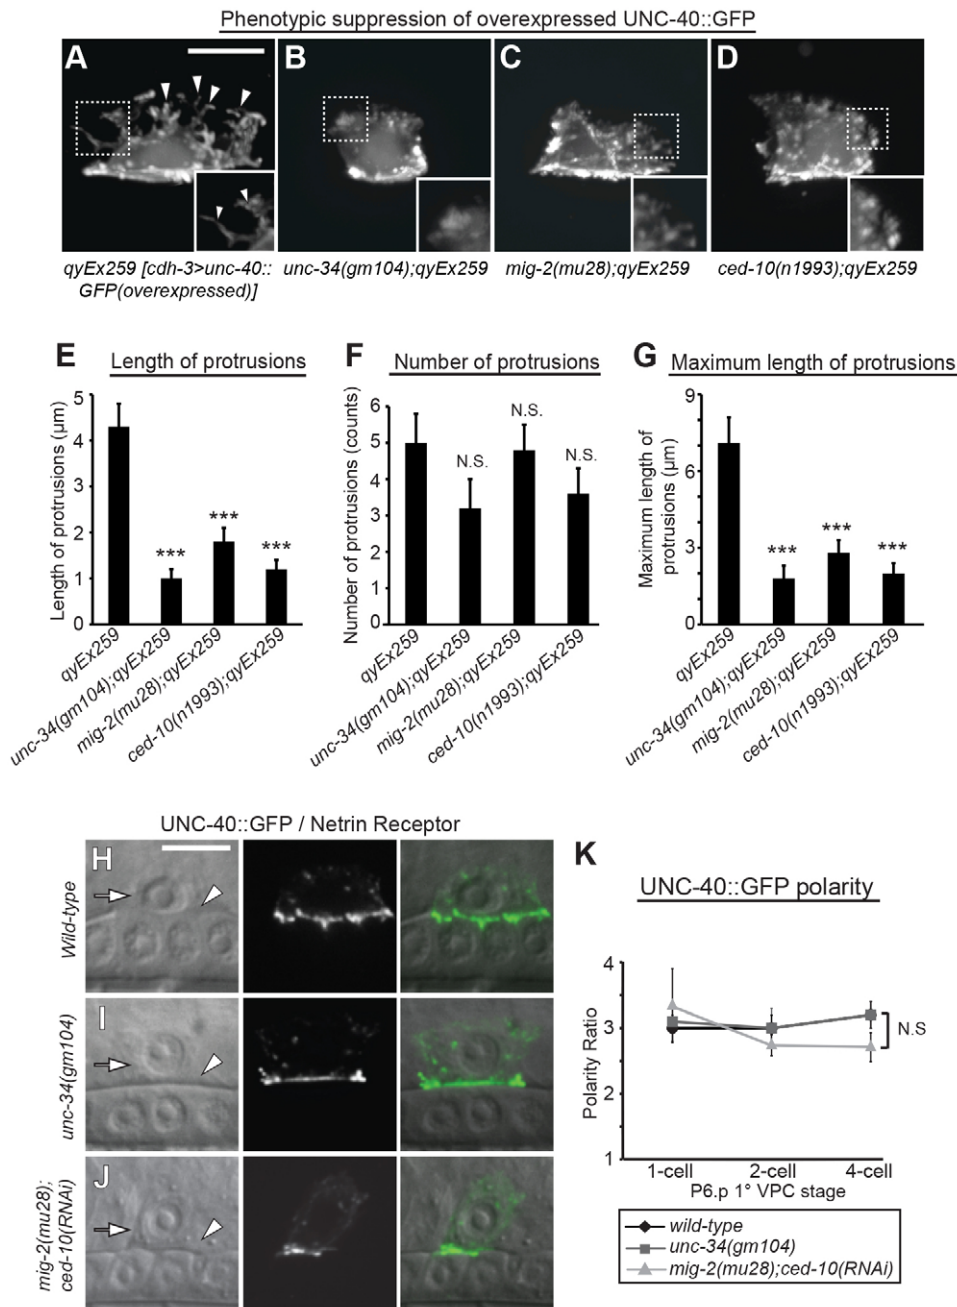 Phenotypic suppression of overexpressed UNC-40::GFP
A
B
C
D
qyEx259 [cdh-3>unc-40::
GFP(overexpressed)]
unc-34(gm104);qyEx259
mig-2(mu28);qyEx259
ced-10(n1993);qyEx259
E
Length of protrusions
Length of protrusions (μm)
5
4
3
2
1
0
***
***
***
qyEx259
unc-34(gm104);qyEx259
mig-2(mu28);qyEx259
ced-10(n1993);qyEx259
F
Number of protrusions
Number of protrusions (counts)
6
5
4
3
2
1
0
N.S.
N.S.
N.S.
qyEx259
unc-34(gm104);qyEx259
mig-2(mu28);qyEx259
ced-10(n1993);qyEx259
G
Maximum length of protrusions
Maximum length of
protrusions (μm)
9
6
3
0
***
***
***
qyEx259
unc-34(gm104);qyEx259
mig-2(mu28);qyEx259
ced-10(n1993);qyEx259
UNC-40::GFP / Netrin Receptor
H
Wild-type
I
unc-34(gm104)
J
mig-2(mu28);
ced-10(RNAi)
K
UNC-40::GFP polarity
Polarity Ratio
4
3
2
1
N.S
1-cell
2-cell
4-cell
P6.p 1° VPC stage
wild-type
unc-34(gm104)
mig-2(mu28);ced-10(RNAi)